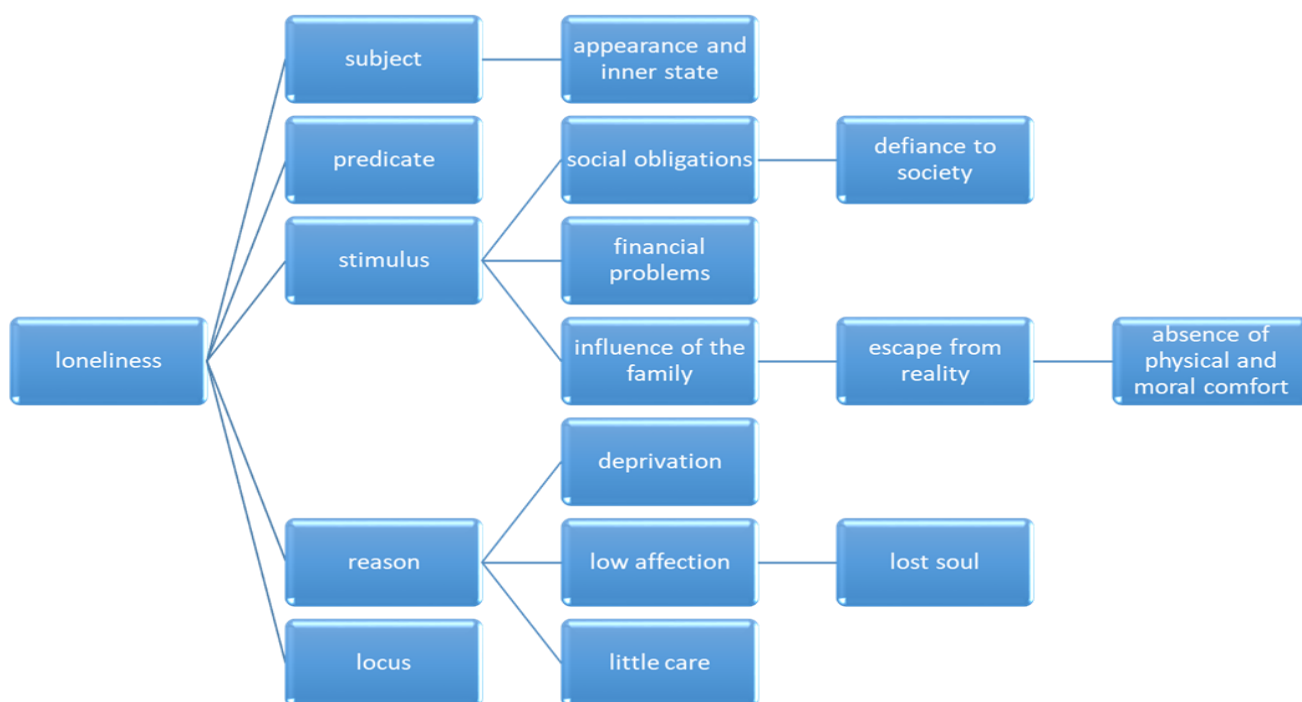 subject
appearance and
inner state
predicate
social obligations
defiance to
society
stimulus
financial
problems
loneliness
influence of the
family
escape from
reality
absence of
physical and
moral comfort
deprivation
reason
low affection
lost soul
locus
little care